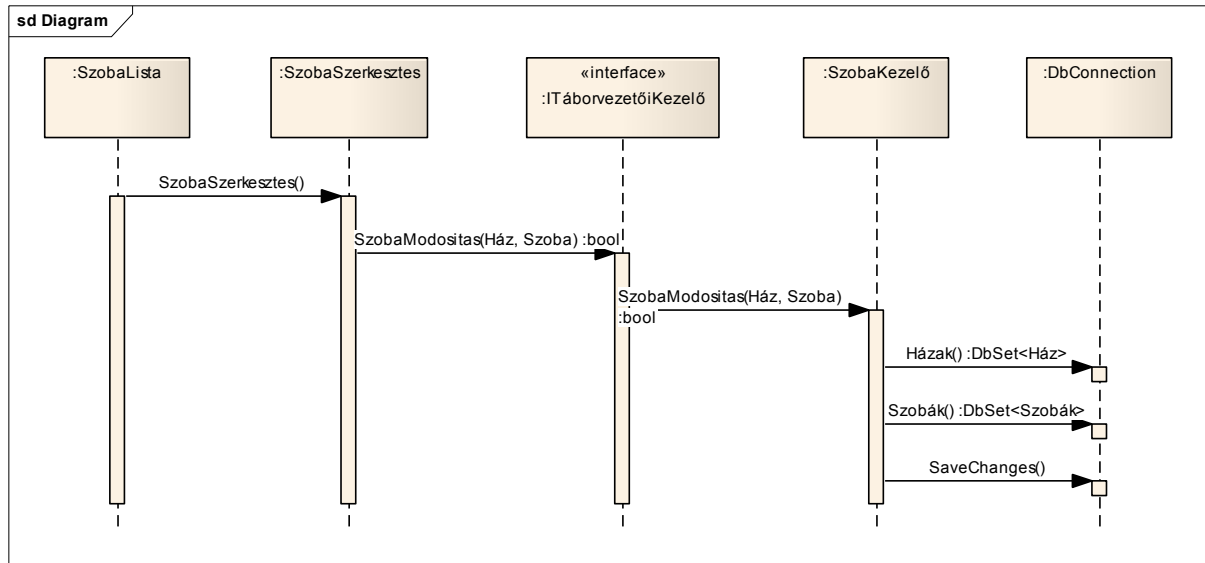 sd Diagram
:SzobaLista
:SzobaSzerkesztes
«interface»
:ITáborvezetőiKezelő
:SzobaKezelő
:DbConnection
SzobaSzerkesztes()
SzobaModositas(Ház, Szoba) :bool
SzobaModositas(Ház, Szoba)
:bool
Házak() :DbSet<Ház>
Szobák() :DbSet<Szobák>
SaveChanges()